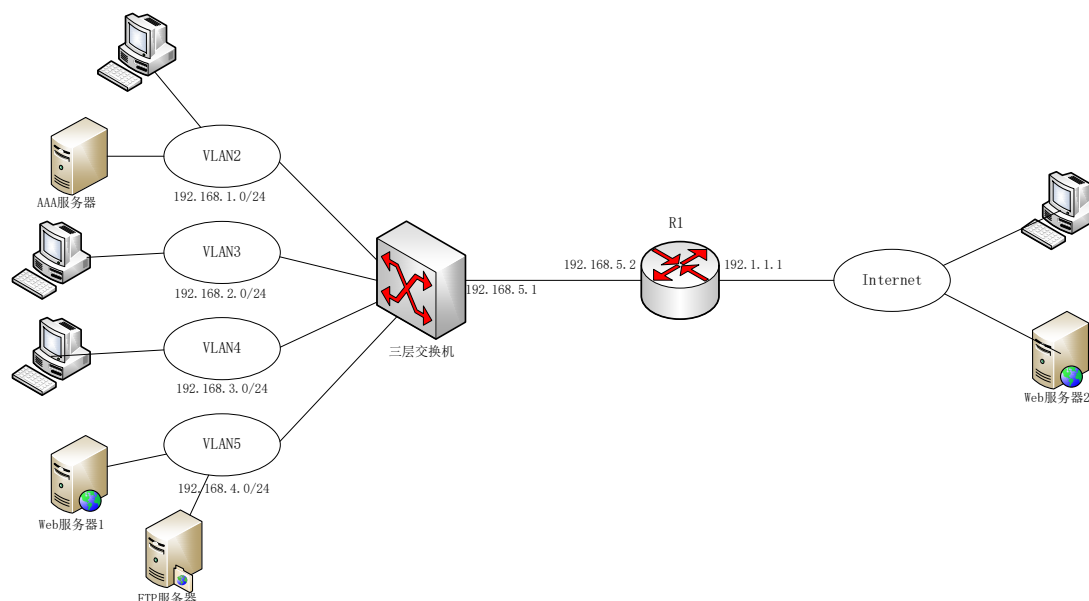 VLAN2
AAA服务器
192.168.1.0/24
VLAN3
192.168.2.0/24
VLAN4
192.168.3.0/24
VLAN5
192.168.4.0/24
Web服务器1
FTP服务器
三层交换机
192.168.5.1
192.168.5.2
R1
192.1.1.1
Internet
Web服务器2